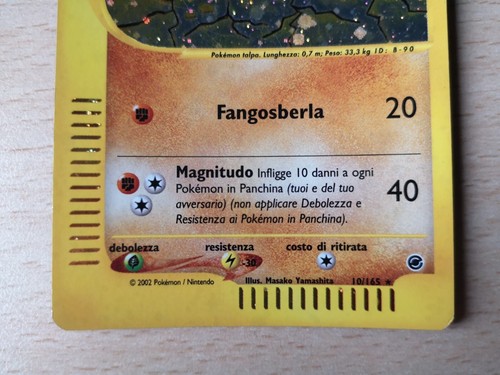 Pokémon talpa. Lunghezza: 0,7 m; Peso: 33,3 kg ID: B-90
Fangosberla 20
Magnitudo Infligge 10 danni a ogni
Pokémon in Panchina (tuoi e del tuo
avversario) (non applicare Debolezza e
Resistenza ai Pokémon in Panchina). 40
debolezza resistenza costo di ritirata
-30
© 2002 Pokémon / Nintendo Illus. Masako Yamashita 10/165 ★